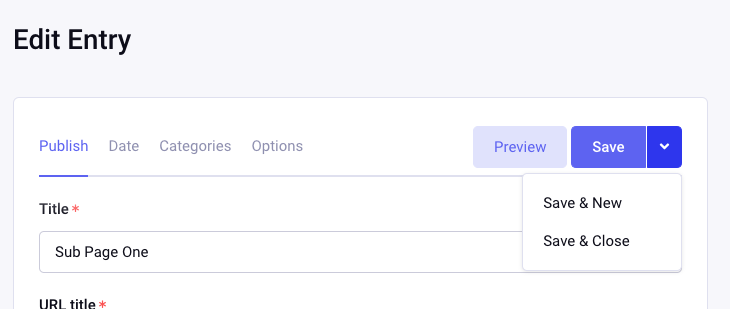 Edit Entry
Publish Date Categories Options Preview Save
Save & New
Save & Close
Title *
Sub Page One
URL title *